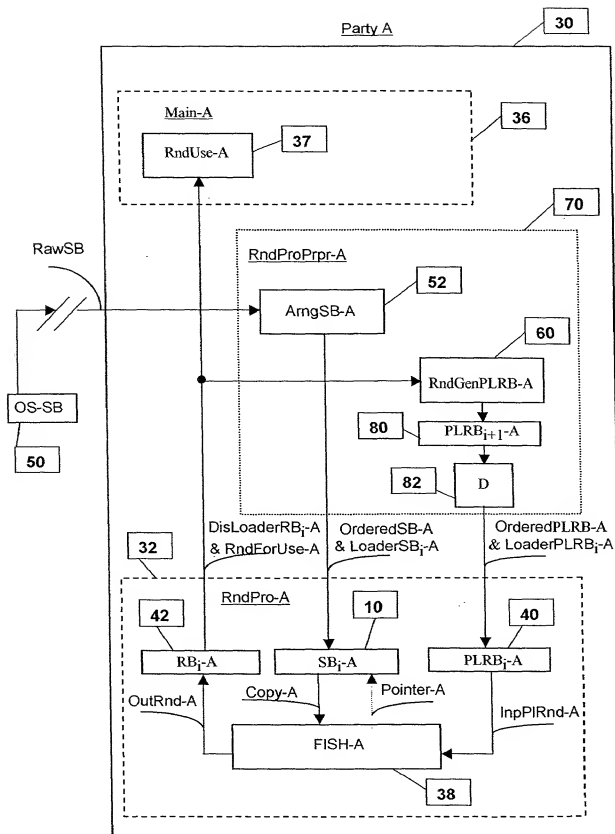 Party A
30
Main-A
36
RndUse-A
37
70
RawSB
RndProPrpr-A
52
ArngSB-A
60
RndGenPLRB-A
OS-SB
80
PLRBi+1-A
50
82
D
DisLoaderRBi-A
& RndForUse-A
OrderedSB-A
& LoaderSBi-A
OrderedPLRB-A
& LoaderPLRBi-A
32
RndPro-A
42
10
40
RBi-A
SBi-A
PLRBi-A
OutRnd-A
Copy-A
Pointer-A
InpPlRnd-A
FISH-A
38